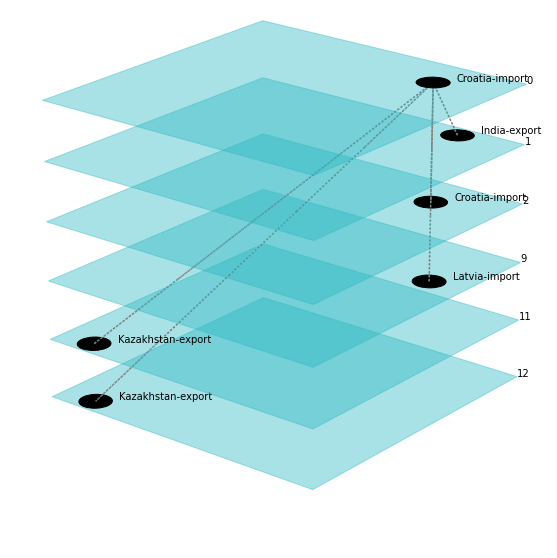 Croatia-import
0
India-export
1
Croatia-import
2
9
Latvia-import
11
Kazakhstan-export
12
Kazakhstan-export